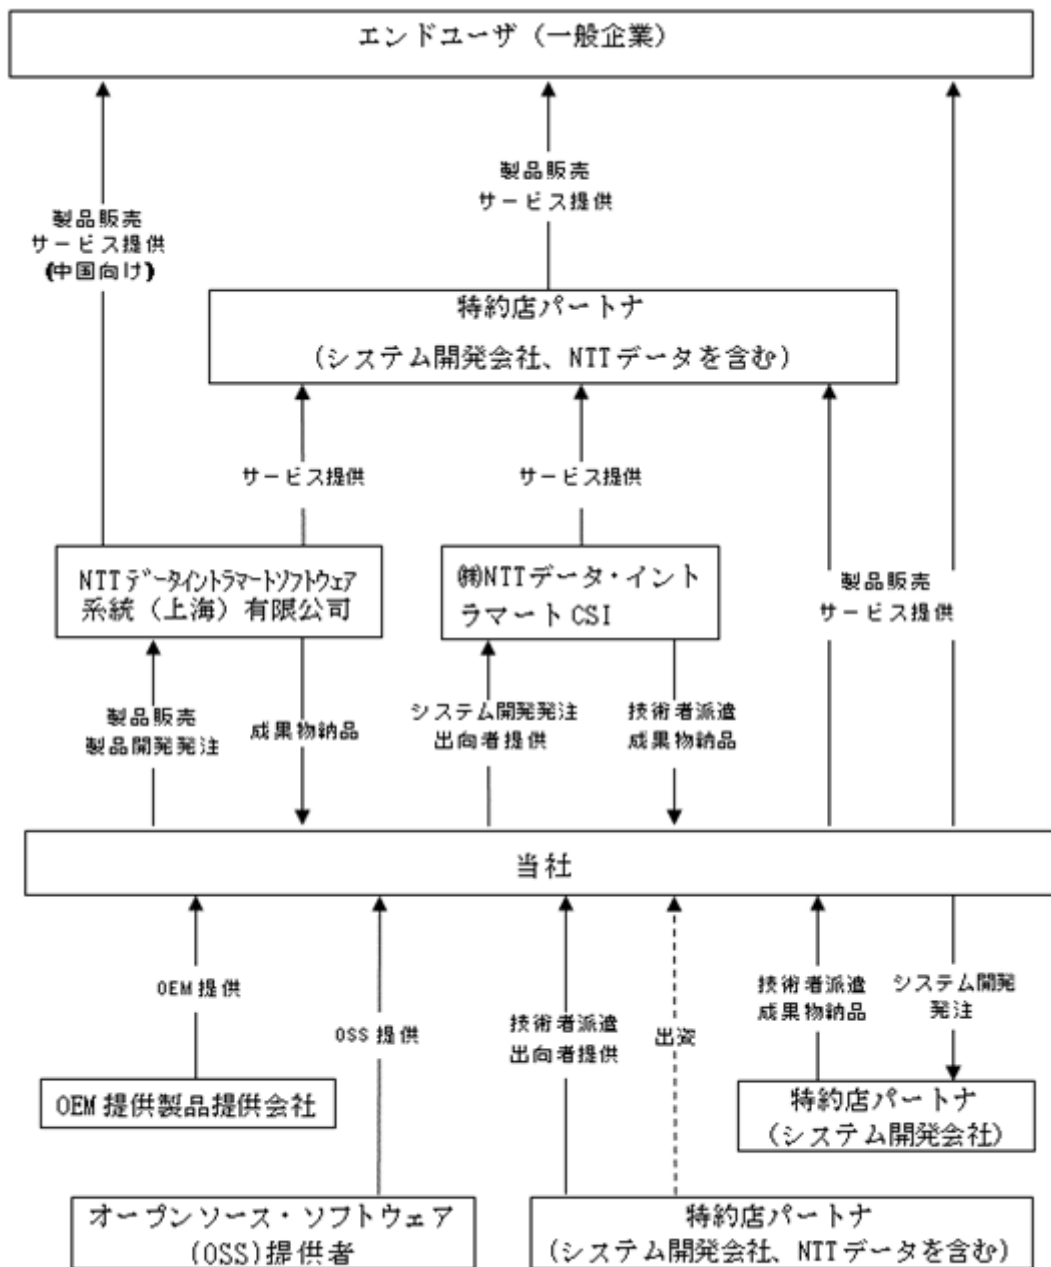 エンドユーザ（一般企業）
製品販売
サービス提供
製品販売
サービス提供
(中国向け)
特約店パートナ
(システム開発会社、NTTデータを含む)
サービス提供
サービス提供
NTTデータイントラマートソフトウェア
系統（上海）有限公司
㈱NTTデータ・イント
ラマートCSI
製品販売
サービス提供
製品販売
製品開発発注
成果物納品
システム開発発注
出向者提供
技術者派遣
成果物納品
当社
OEM提供
OSS提供
技術者派遣
出向者提供
出資
技術者派遣
成果物納品
システム開発
発注
OEM提供製品提供会社
特約店パートナ
(システム開発会社)
オープンソース・ソフトウェア
(OSS)提供者
特約店パートナ
(システム開発会社、NTTデータを含む)